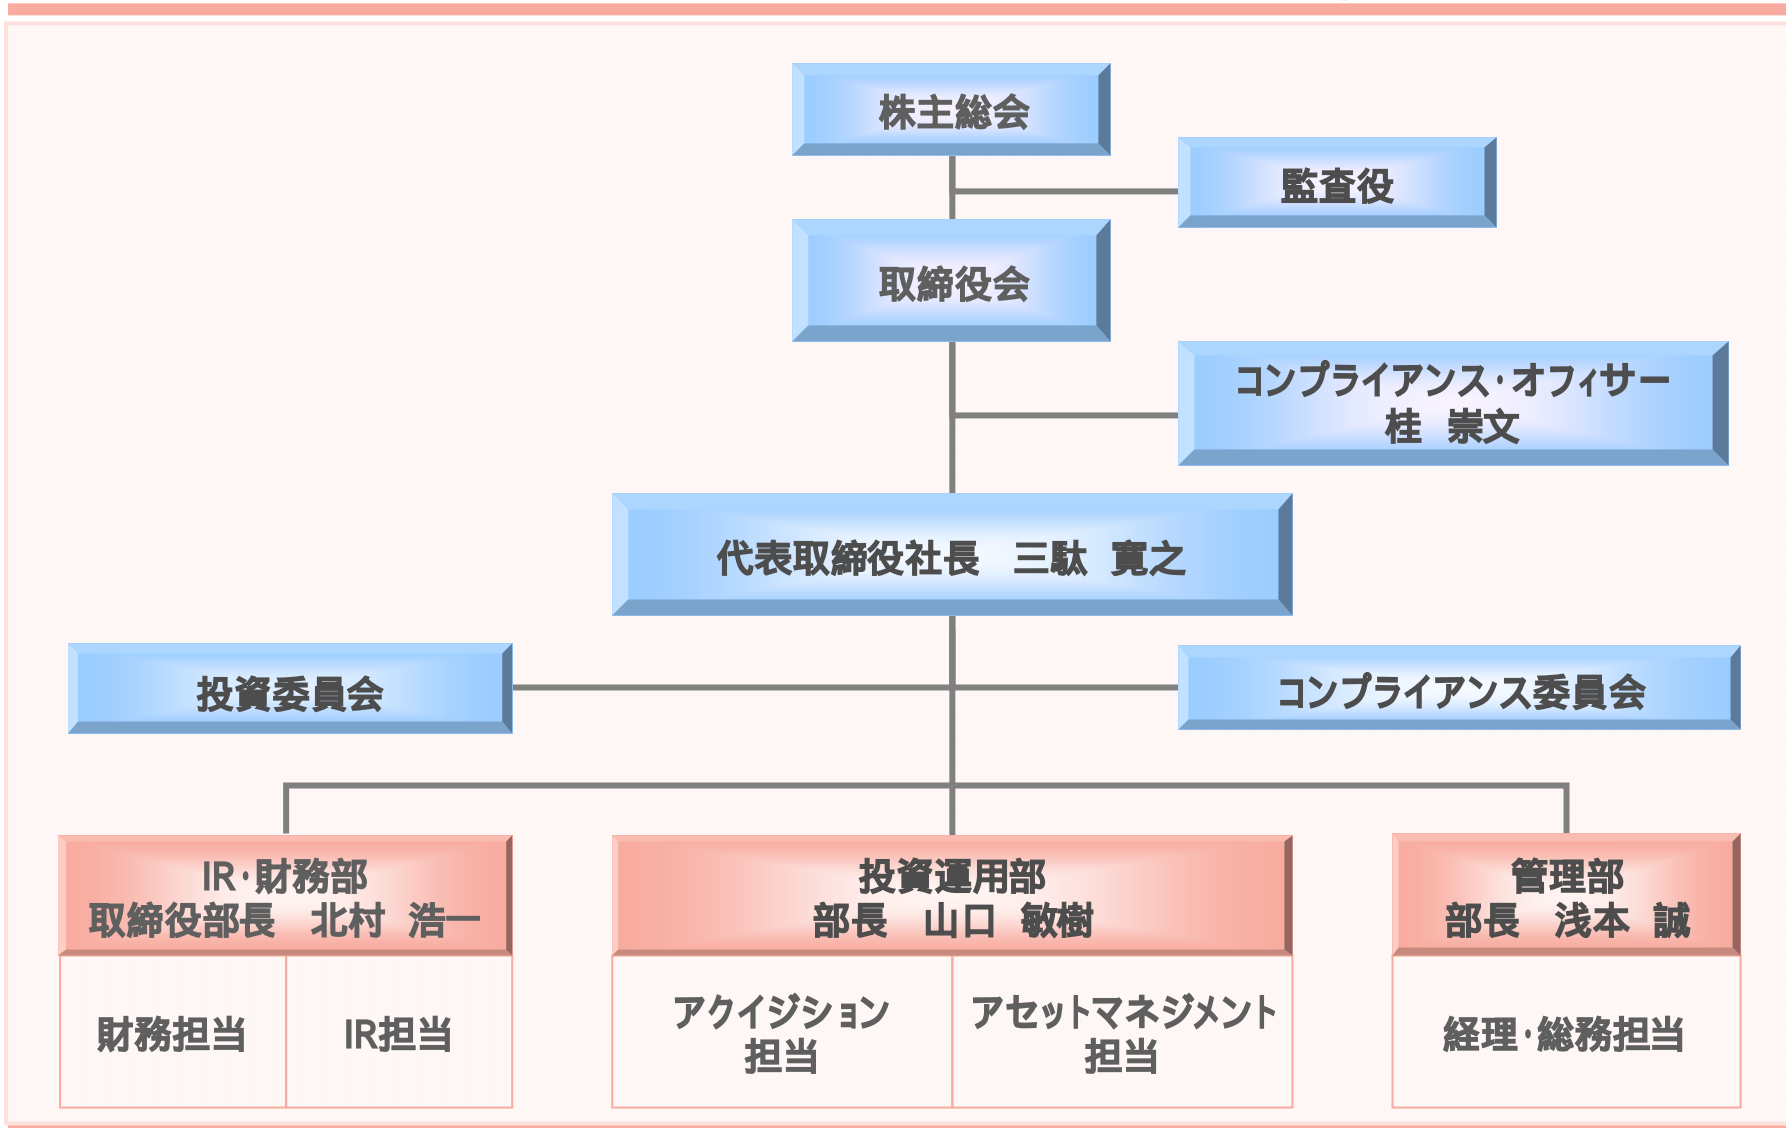 株主総会
監査役
取締役会
コンプライアンス・オフィサー
桂　崇文
代表取締役社長　三駄　寛之
投資委員会
コンプライアンス委員会
IR・財務部
取締役部長　北村　浩一
投資運用部
部長　山口　敏樹
管理部
部長　浅本　誠
財務担当
IR担当
アクイジション
担当
アセットマネジメント
担当
経理・総務担当